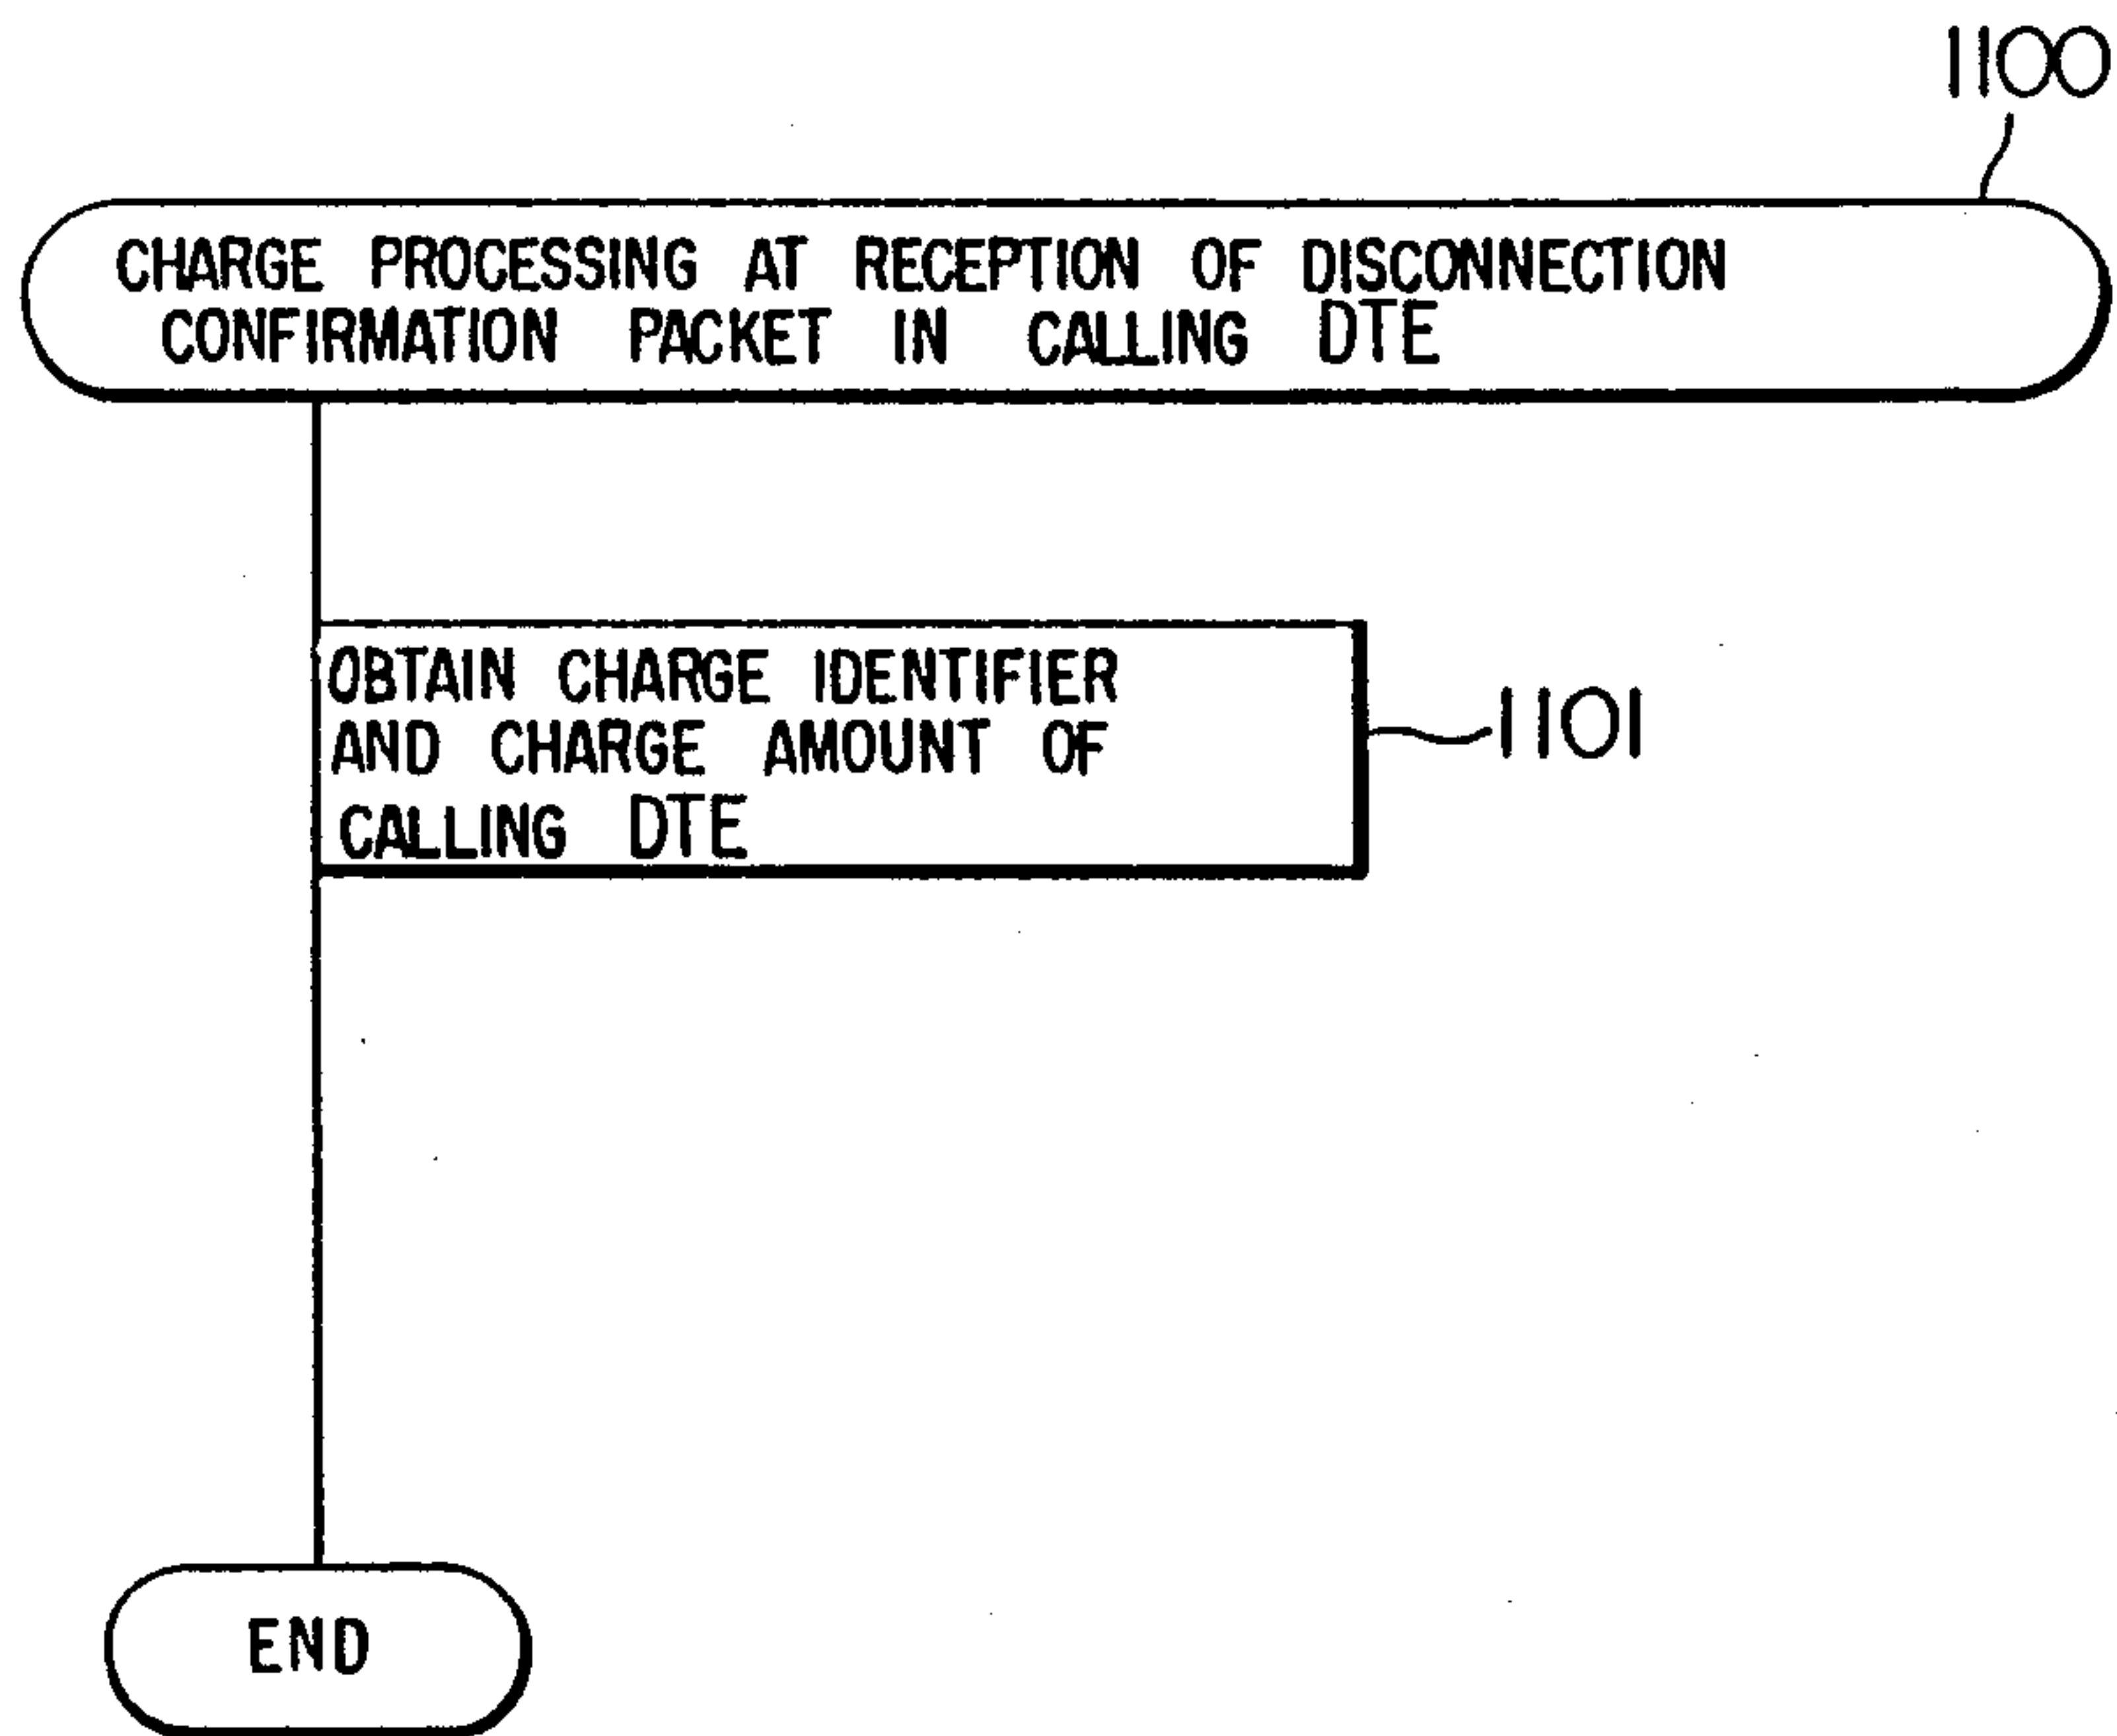 1100
CHARGE PROCESSING AT RECEPTION OF DISCONNECTION
CONFIRMATION PACKET IN CALLING DTE
OBTAIN CHARGE IDENTIFIER
AND CHARGE AMOUNT OF
CALLING DTE
1101
END